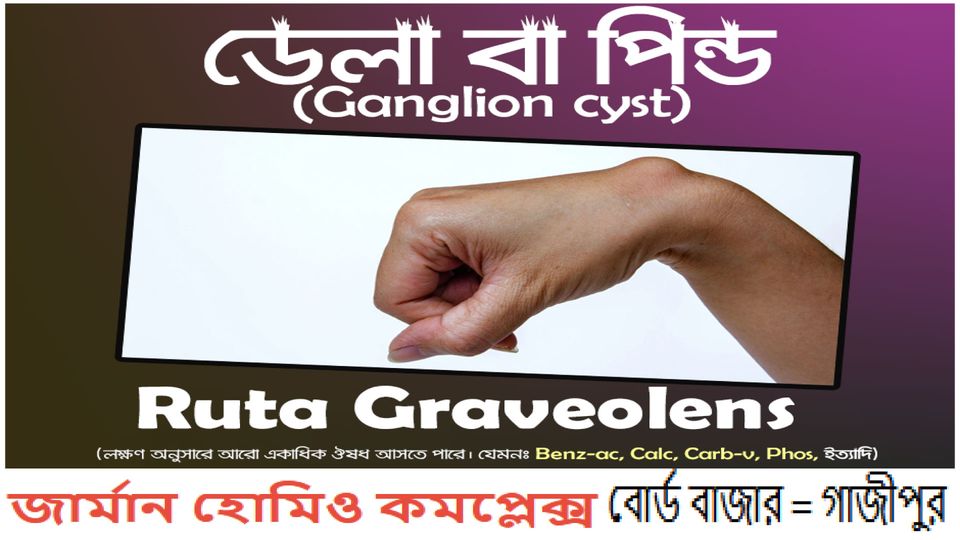 ডেলা বা পিন্ড
(Ganglion cyst)
Ruta Graveolens
(লক্ষণ অনুসারে আরো একাধিক ঔষধ আসতে পারে। যেমনঃ Benz-ac, Calc, Carb-v, Phos, ইত্যাদি)
জার্মান হোমিও কমপ্লেক্স বোর্ড বাজার = গাজীপুর